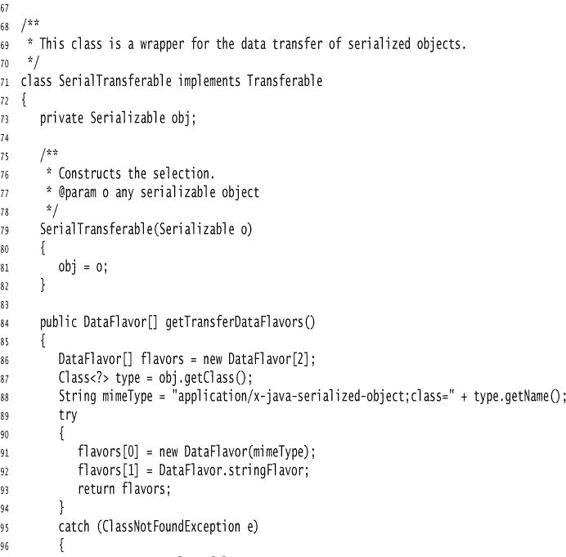 67
68 /**
69  * This class is a wrapper for the data transfer of serialized objects.
70  */
71 class SerialTransferable implements Transferable
72 {
73    private Serializable obj;
74
75    /**
76     * Constructs the selection.
77     * @param o any serializable object
78     */
79    SerialTransferable(Serializable o)
80    {
81       obj = o;
82    }
83
84    public DataFlavor[] getTransferDataFlavors()
85    {
86       DataFlavor[] flavors = new DataFlavor[2];
87       Class<?> type = obj.getClass();
88       String mimeType = "application/x-java-serialized-object;class=" + type.getName();
89       try
90       {
91          flavors[0] = new DataFlavor(mimeType);
92          flavors[1] = DataFlavor.stringFlavor;
93          return flavors;
94       }
95       catch (ClassNotFoundException e)
96       {